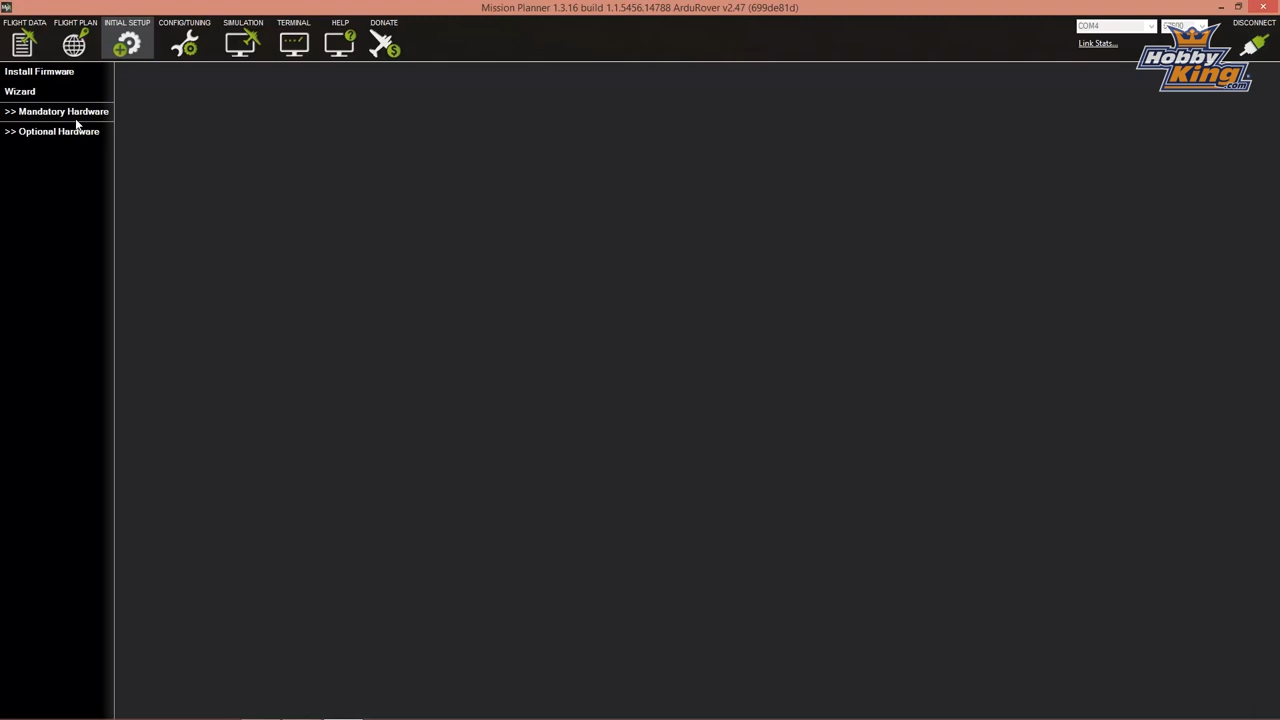 Mission Planner 1.3.16 build 1.1.5456.14788 ArduRover v2.47 (699de81d)
FLIGHT DATA FLIGHT PLAN INITIAL SETUP CONFIG/TUNING SIMULATION TERMINAL HELP DONATE
COM4
DISCONNECT
Link Stats...
HobbyKing.com
Install Firmware
Wizard
>> Mandatory Hardware
>> Optional Hardware